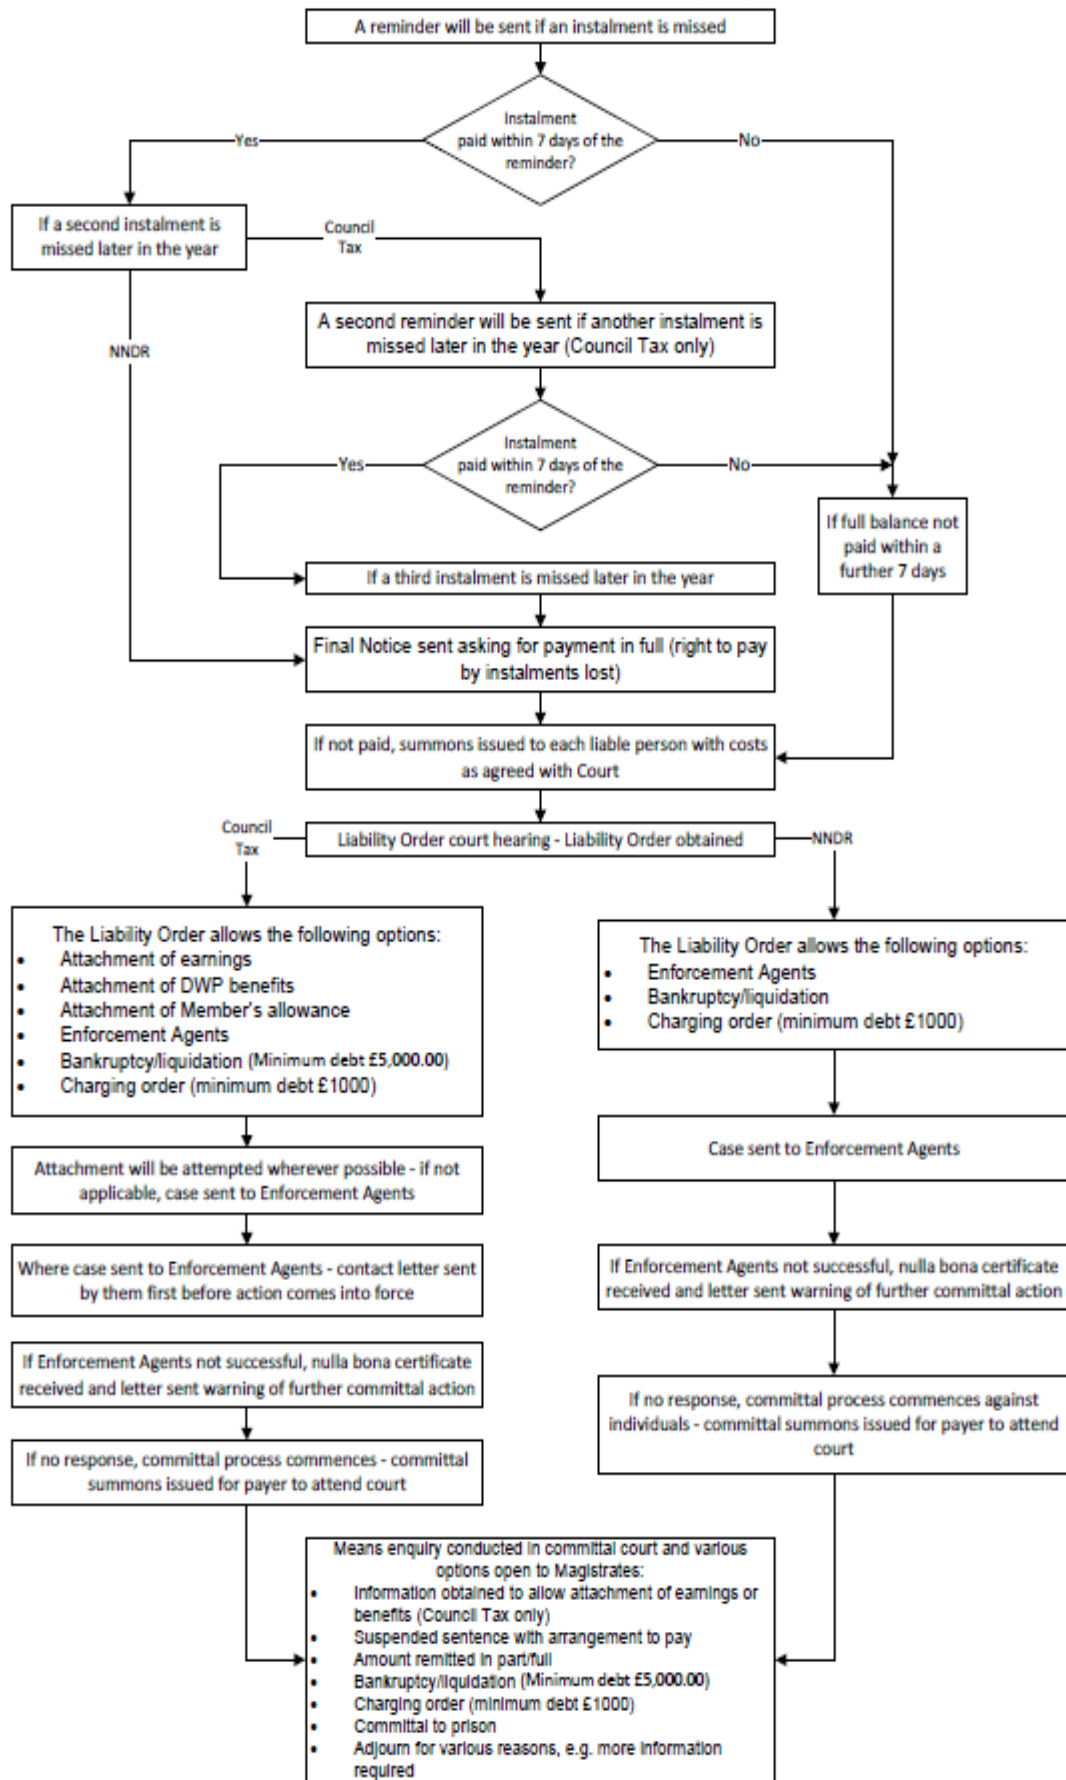 A reminder will be sent if an instalment is missed
Instalment
paid within 7 days of the
reminder?
Yes
No
If a second instalment is
missed later in the year
Council
Tax
A second reminder will be sent if another instalment is
missed later in the year (Council Tax only)
NNDR
Instalment
paid within 7 days of the
reminder?
Yes
No
If full balance not
paid within a
further 7 days
If a third instalment is missed later in the year
Final Notice sent asking for payment in full (right to pay
by instalments lost)
If not paid, summons issued to each liable person with costs
as agreed with Court
Council
Tax
Liability Order court hearing - Liability Order obtained
NNDR
The Liability Order allows the following options:
• Attachment of earnings
• Attachment of DWP benefits
• Attachment of Member's allowance
• Enforcement Agents
• Bankruptcy/liquidation (Minimum debt £5,000.00)
• Charging order (minimum debt £1000)
The Liability Order allows the following options:
• Enforcement Agents
• Bankruptcy/liquidation
• Charging order (minimum debt £1000)
Attachment will be attempted wherever possible - if not
applicable, case sent to Enforcement Agents
Case sent to Enforcement Agents
Where case sent to Enforcement Agents - contact letter sent
by them first before action comes into force
If Enforcement Agents not successful, nulla bona certificate
received and letter sent warning of further committal action
If Enforcement Agents not successful, nulla bona certificate
received and letter sent warning of further committal action
If no response, committal process commences against
individuals - committal summons issued for payer to attend
court
If no response, committal process commences - committal
summons issued for payer to attend court
Means enquiry conducted in committal court and various
options open to Magistrates:
• Information obtained to allow attachment of earnings or
benefits (Council Tax only)
• Suspended sentence with arrangement to pay
• Amount remitted in part/full
• Bankruptcy/liquidation (Minimum debt £5,000.00)
• Charging order (minimum debt £1000)
• Committal to prison
• Adjourn for various reasons, e.g. more information
required